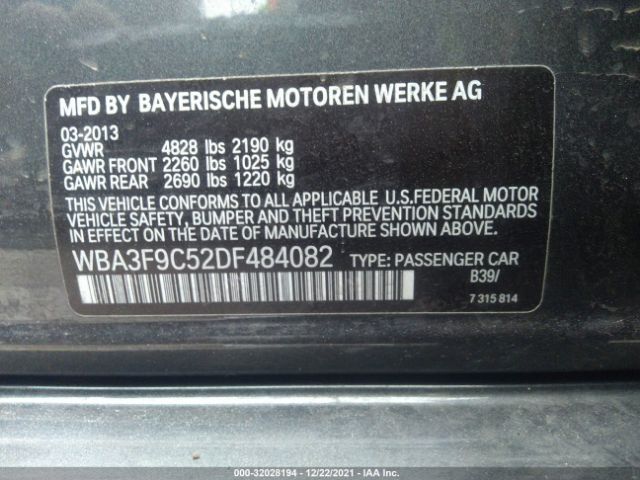 MFD BY BAYERISCHE MOTOREN WERKE AG
03-2013
GVWR 4828 lbs 2190 kg
GAWR FRONT 2260 lbs 1025 kg
GAWR REAR 2690 lbs 1220 kg
THIS VEHICLE CONFORMS TO ALL APPLICABLE U.S.FEDERAL MOTOR
VEHICLE SAFETY, BUMPER AND THEFT PREVENTION STANDARDS
IN EFFECT ON THE DATE OF MANUFACTURE SHOWN ABOVE.
WBA3F9C52DF484082 TYPE: PASSENGER CAR
B39/
7 315 814
000-32028194 - 12/22/2021 - IAA Inc.